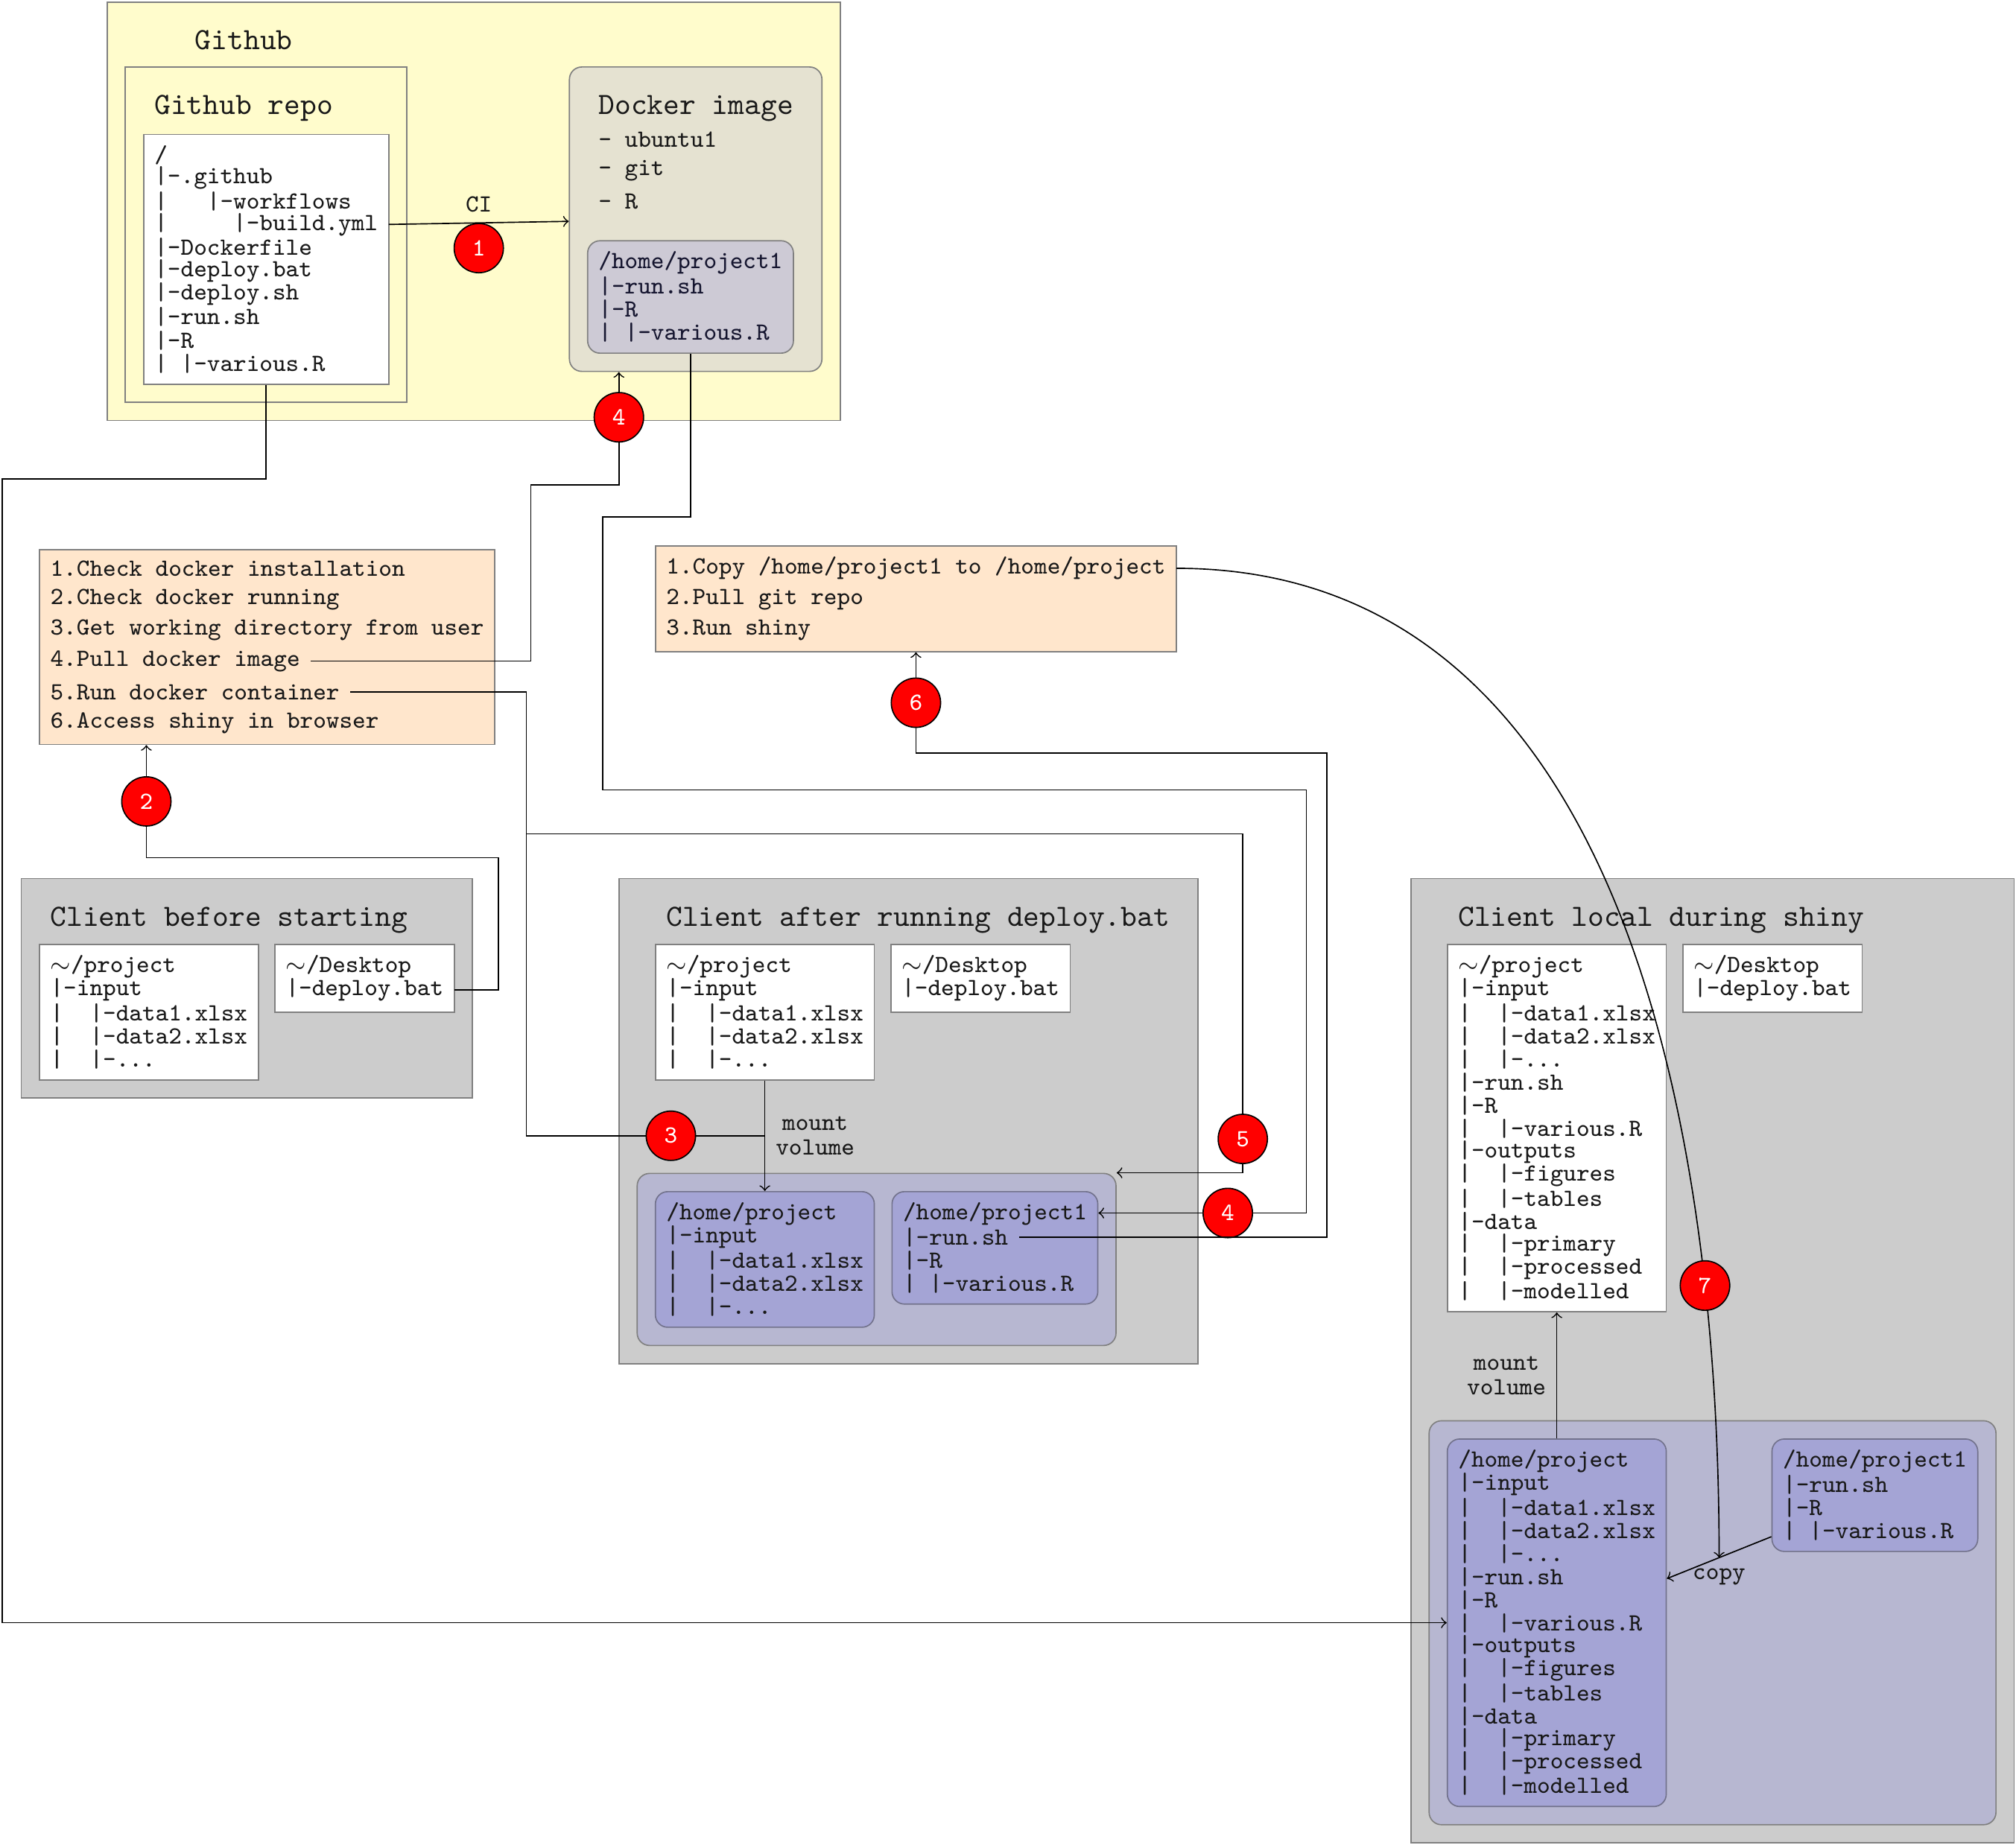 Github
Github repo
/
|-.github
|   |-workflows
|     |-build.yml
|-Dockerfile
|-deploy.bat
|-deploy.sh
|-run.sh
|-R
| |-various.R
CI
1
Docker image
- ubuntu1
- git
- R
/home/project1
|-run.sh
|-R
| |-various.R
4
1.Check docker installation
2.Check docker running
3.Get working directory from user
4.Pull docker image
5.Run docker container
6.Access shiny in browser
1.Copy /home/project1 to /home/project
2.Pull git repo
3.Run shiny
6
2
Client before starting
~/project
|-input
|  |-data1.xlsx
|  |-data2.xlsx
|  |-...
~/Desktop
|-deploy.bat
Client after running deploy.bat
~/project
|-input
|  |-data1.xlsx
|  |-data2.xlsx
|  |-...
~/Desktop
|-deploy.bat
3
mount
volume
5
4
/home/project
|-input
|  |-data1.xlsx
|  |-data2.xlsx
|  |-...
/home/project1
|-run.sh
|-R
| |-various.R
Client local during shiny
~/project
|-input
|  |-data1.xlsx
|  |-data2.xlsx
|  |-...
|-run.sh
|-R
|  |-various.R
|-outputs
|  |-figures
|  |-tables
|-data
|  |-primary
|  |-processed
|  |-modelled
~/Desktop
|-deploy.bat
7
mount
volume
/home/project
|-input
|  |-data1.xlsx
|  |-data2.xlsx
|  |-...
|-run.sh
|-R
|  |-various.R
|-outputs
|  |-figures
|  |-tables
|-data
|  |-primary
|  |-processed
|  |-modelled
/home/project1
|-run.sh
|-R
| |-various.R
copy